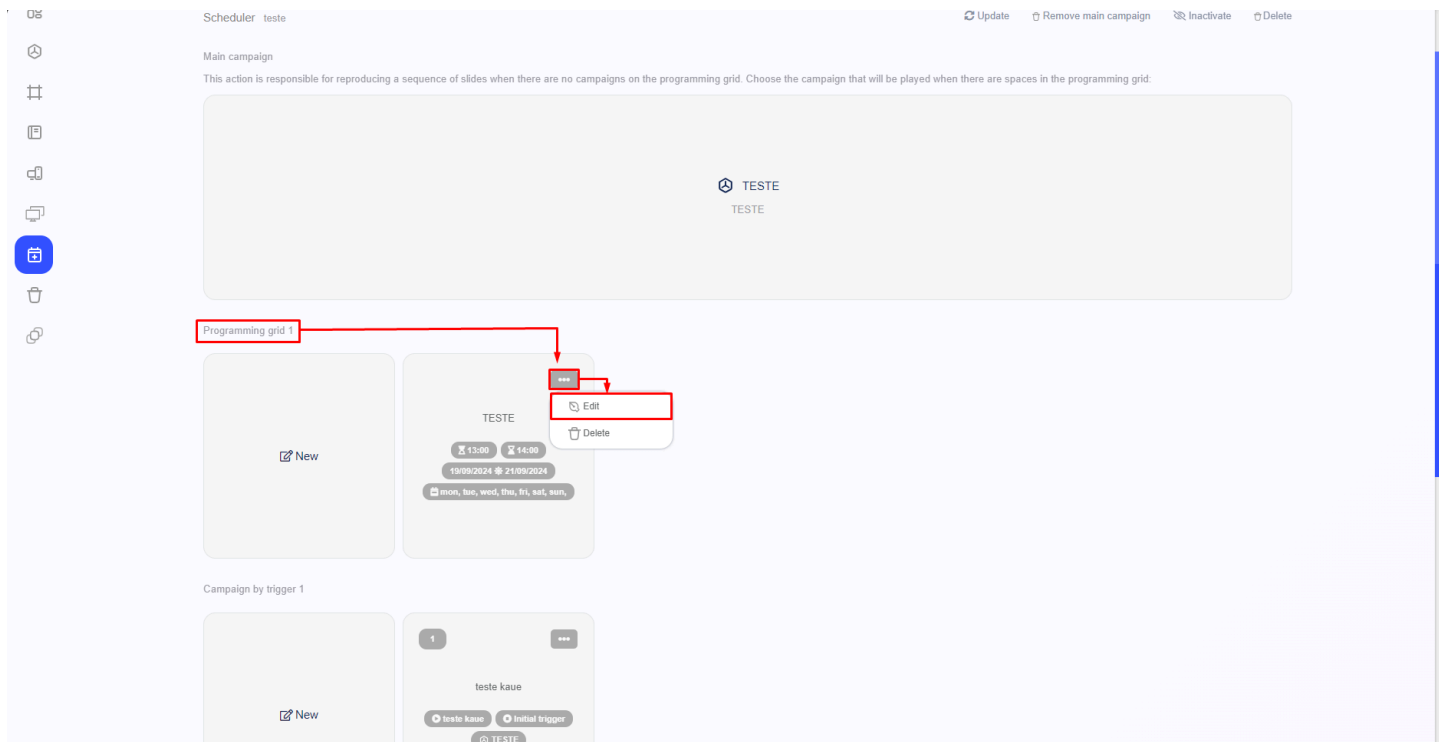 Scheduler teste
Update Remove main campaign Inactivate Delete
Main campaign
This action is responsible for reproducing a sequence of slides when there are no campaigns on the programming grid. Choose the campaign that will be played when there are spaces in the programming grid:
TESTE
TESTE
Programming grid 1
New
TESTE
13:00 14:00
19/09/2024 21/09/2024
mon, tue, wed, thu, fri, sat, sun,
Edit
Delete
Campaign by trigger 1
New
1
teste kaue
teste kaue Initial trigger
TESTE